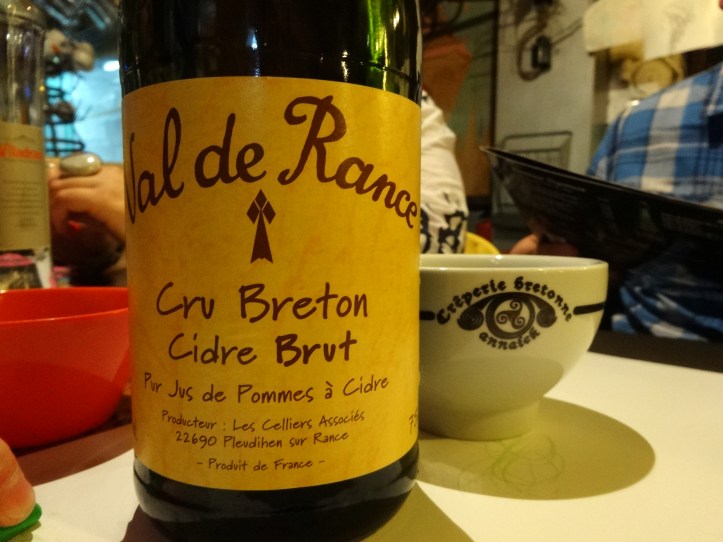 Val de Rance
Cru Breton
Cidre Brut
Pur Jus de Pommes à Cidre
Producteur : Les Celliers Associés
22690 Pleudihen sur Rance
- Produit de France -
Crêperie Bretonne
annaïck